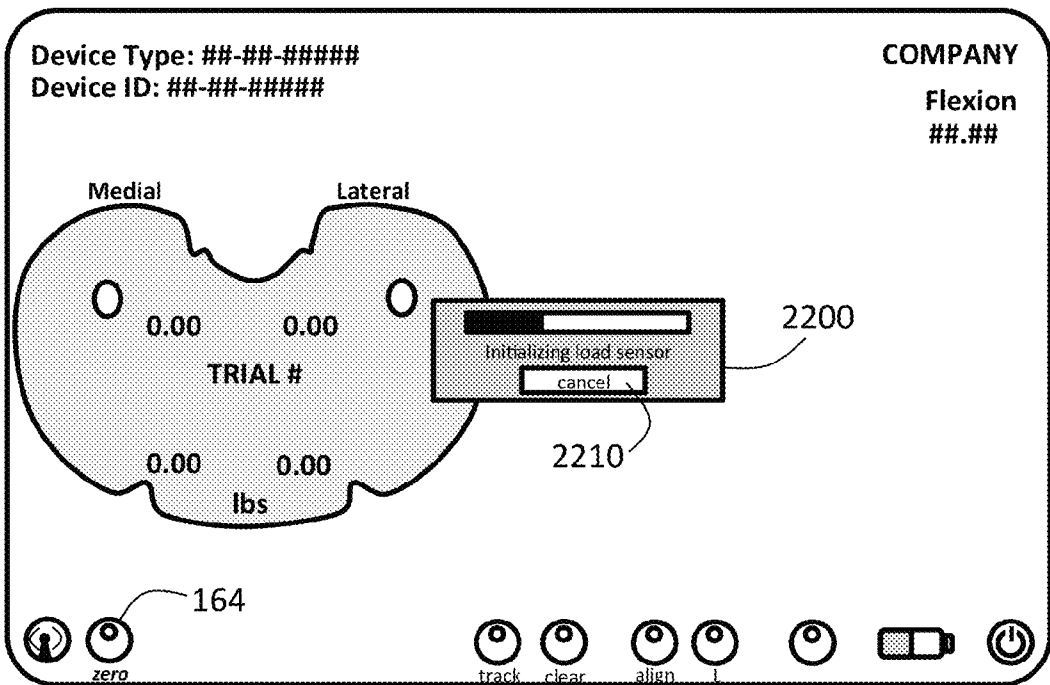 Device Type: ##-##-#####
Device ID: ##-##-#####
COMPANY
Flexion
##.##
Medial
Lateral
0.00
0.00
TRIAL #
0.00
0.00
lbs
Initializing load sensor
cancel
2200
2210
164
zero
track
clear
align
L